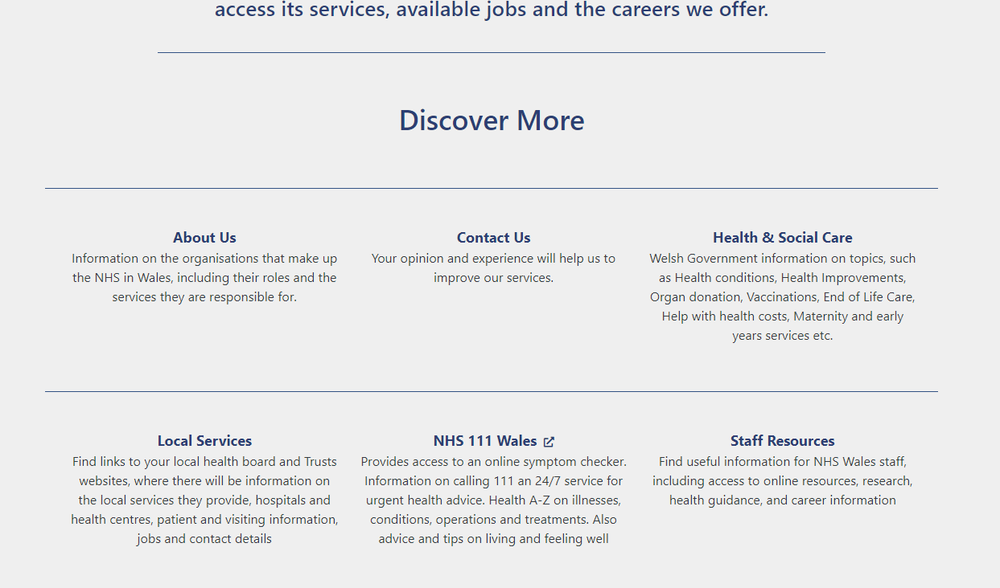 access its services, available jobs and the careers we offer.
Discover More
About Us
Information on the organisations that make up
the NHS in Wales, including their roles and the
services they are responsible for.
Contact Us
Your opinion and experience will help us to
improve our services.
Health & Social Care
Welsh Government information on topics, such
as Health conditions, Health Improvements,
Organ donation, Vaccinations, End of Life Care,
Help with health costs, Maternity and early
years services etc.
Local Services
Find links to your local health board and Trusts
websites, where there will be information on
the local services they provide, hospitals and
health centres, patient and visiting information,
jobs and contact details
NHS 111 Wales
Provides access to an online symptom checker.
Information on calling 111 an 24/7 service for
urgent health advice. Health A-Z on illnesses,
conditions, operations and treatments. Also
advice and tips on living and feeling well
Staff Resources
Find useful information for NHS Wales staff,
including access to online resources, research,
health guidance, and career information